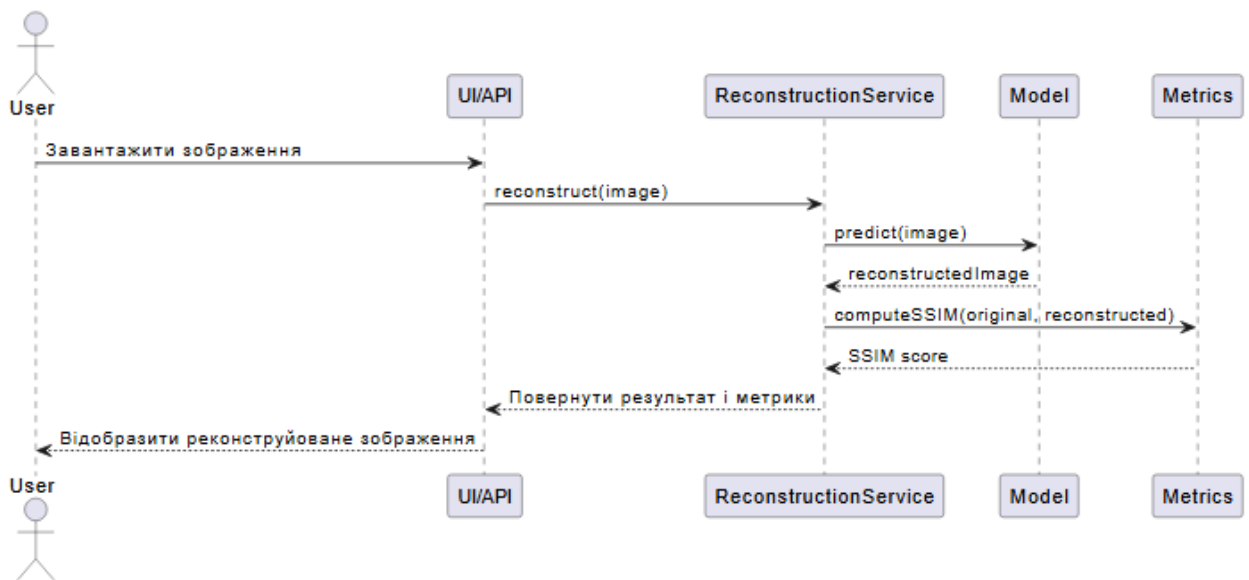 User
UI/API
ReconstructionService
Model
Metrics
Завантажити зображення
reconstruct(image)
predict(image)
reconstructedImage
computeSSIM(original, reconstructed)
SSIM score
Повернути результат і метрики
Відобразити реконструйоване зображення
User
UI/API
ReconstructionService
Model
Metrics